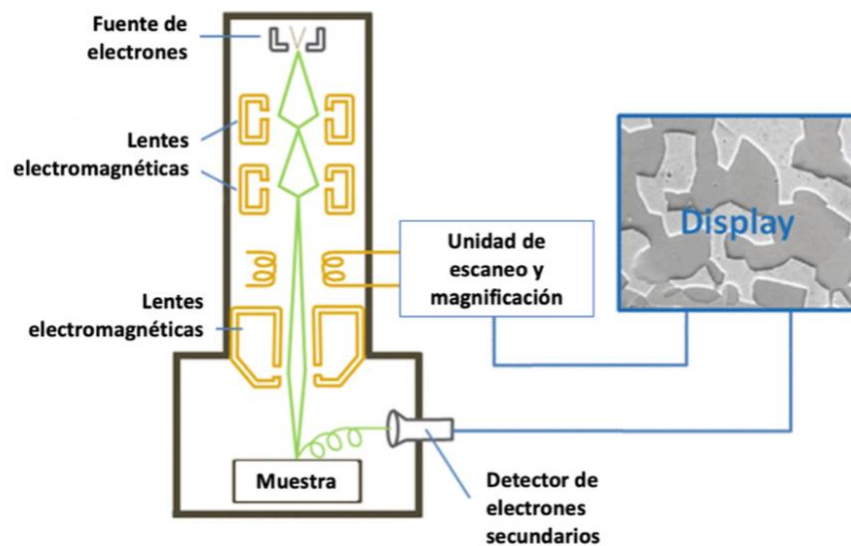 Fuente de
electrones
Lentes
electromagnéticas
Display
Unidad de
escaneo y
magnificación
Lentes
electromagnéticas
Muestra
Detector de
electrones
secundarios